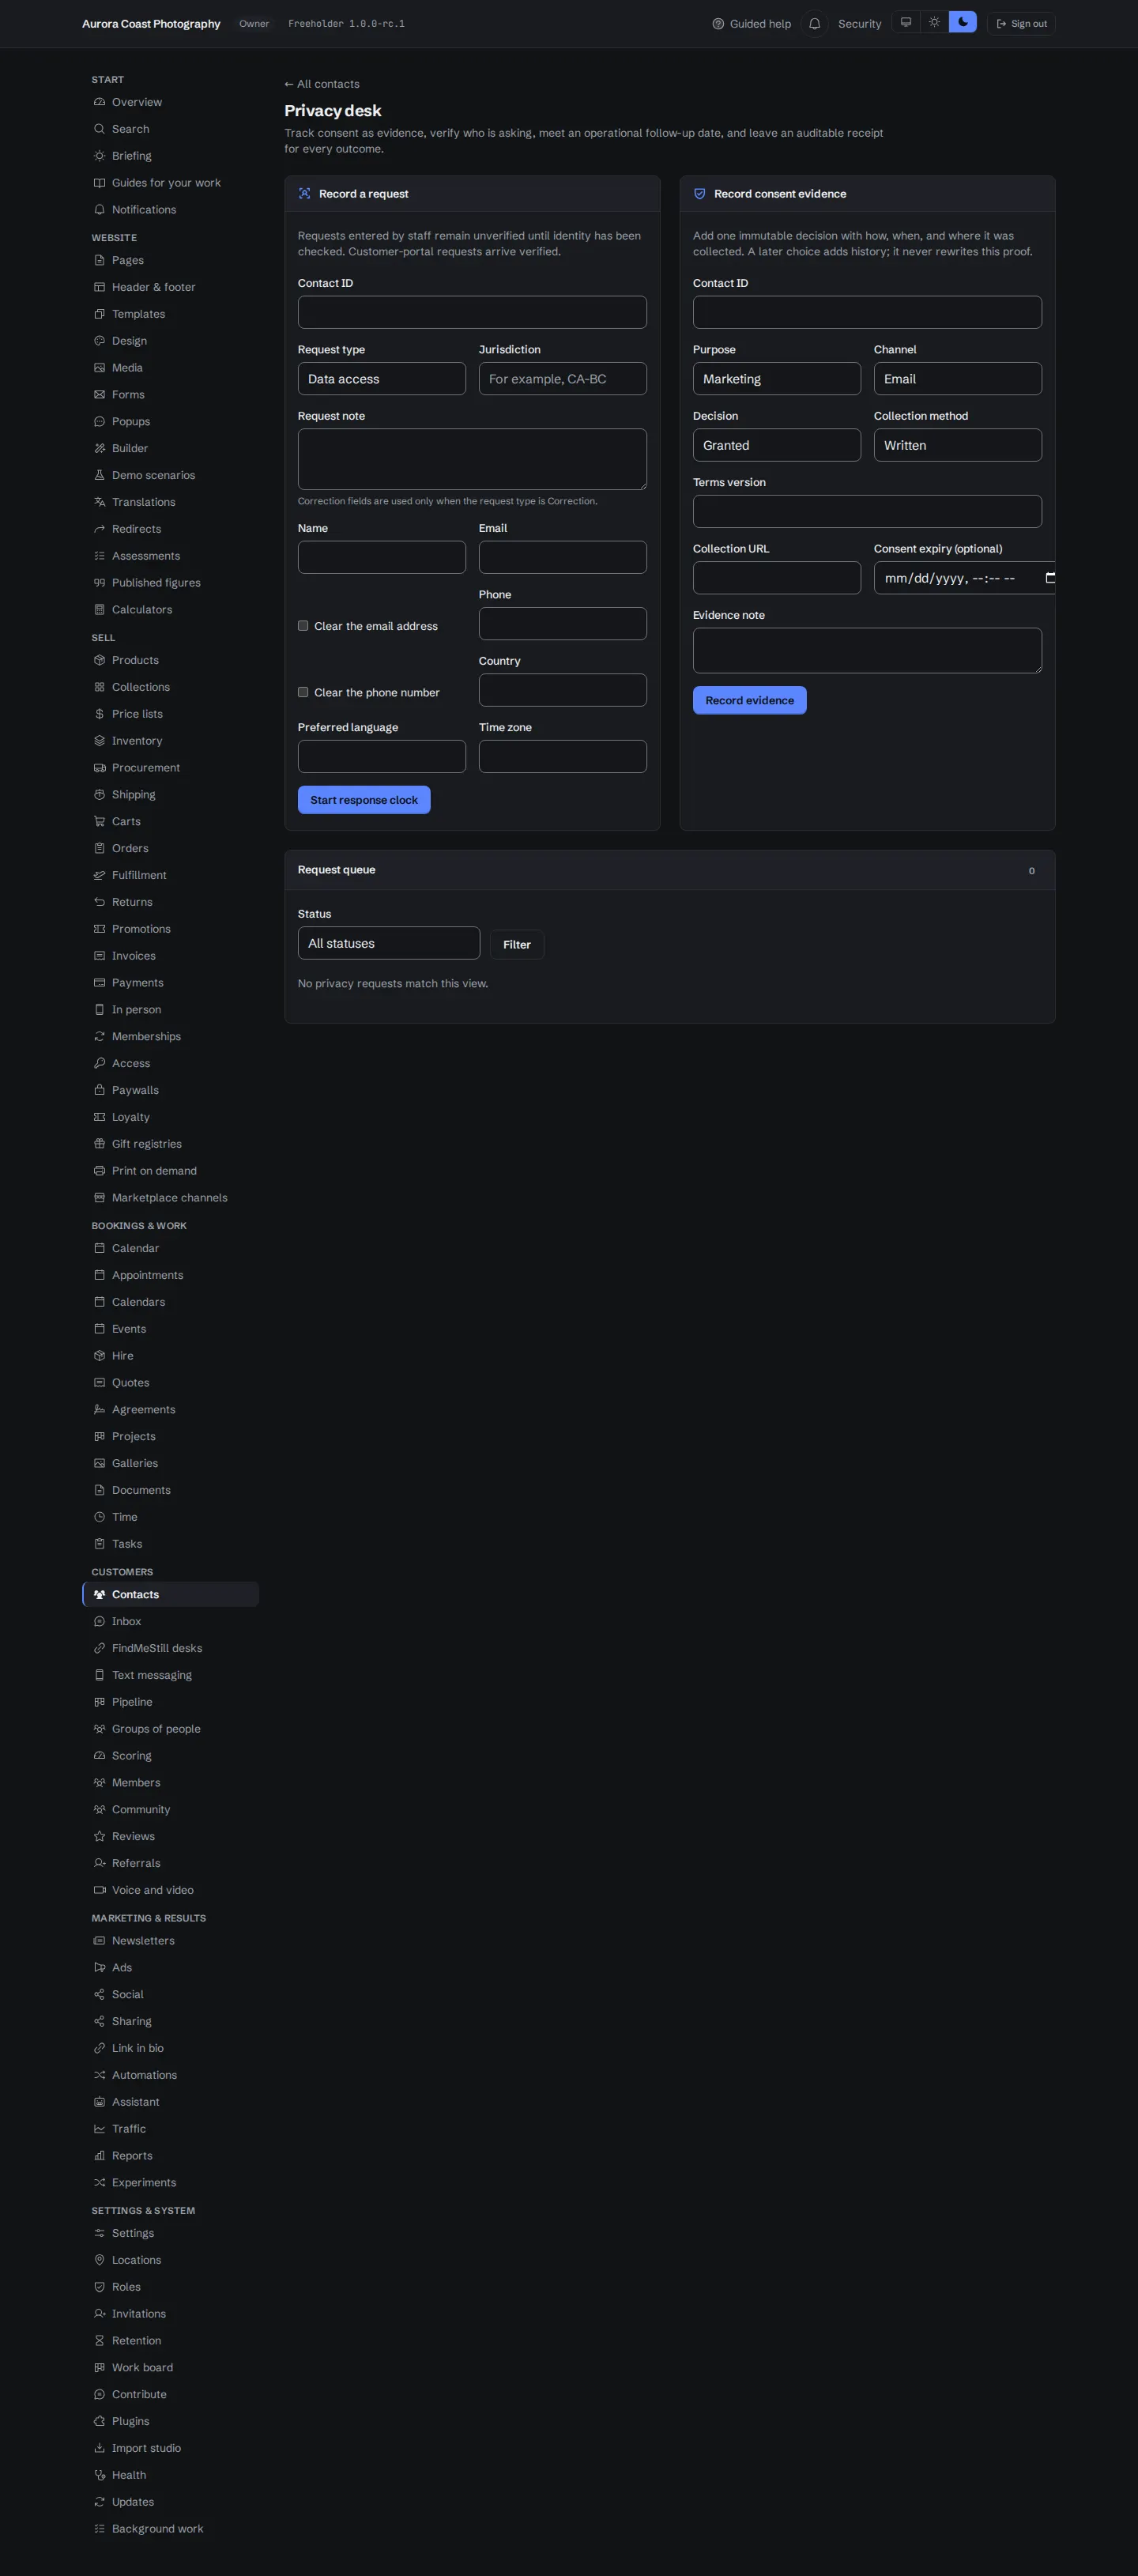 Aurora Coast Photography Owner Freeholder 1.0.0-rc.1 Guided help Security Sign out
START
Overview
Search
Briefing
Guides for your work
Notifications
WEBSITE
Pages
Header & footer
Templates
Design
Media
Forms
Popups
Builder
Demo scenarios
Translations
Redirects
Assessments
Published figures
Calculators
SELL
Products
Collections
Price lists
Inventory
Procurement
Shipping
Carts
Orders
Fulfillment
Returns
Promotions
Invoices
Payments
In person
Memberships
Access
Paywalls
Loyalty
Gift registries
Print on demand
Marketplace channels
BOOKINGS & WORK
Calendar
Appointments
Calendars
Events
Hire
Quotes
Agreements
Projects
Galleries
Documents
Time
Tasks
CUSTOMERS
Contacts
Inbox
FindMeStill desks
Text messaging
Pipeline
Groups of people
Scoring
Members
Community
Reviews
Referrals
Voice and video
MARKETING & RESULTS
Newsletters
Ads
Social
Sharing
Link in bio
Automations
Assistant
Traffic
Reports
Experiments
SETTINGS & SYSTEM
Settings
Locations
Roles
Invitations
Retention
Work board
Contribute
Plugins
Import studio
Health
Updates
Background work
← All contacts
Privacy desk
Track consent as evidence, verify who is asking, meet an operational follow-up date, and leave an auditable receipt
for every outcome.
Record a request
Requests entered by staff remain unverified until identity has been
checked. Customer-portal requests arrive verified.
Contact ID
Request type Jurisdiction
Data access For example, CA-BC
Request note
Correction fields are used only when the request type is Correction.
Name Email
Phone
Clear the email address
Country
Clear the phone number
Preferred language Time zone
Start response clock
Record consent evidence
Add one immutable decision with how, when, and where it was
collected. A later choice adds history; it never rewrites this proof.
Contact ID
Purpose Channel
Marketing Email
Decision Collection method
Granted Written
Terms version
Collection URL Consent expiry (optional)
mm/dd/yyyy, --:-- --
Evidence note
Record evidence
Request queue 0
Status
All statuses Filter
No privacy requests match this view.